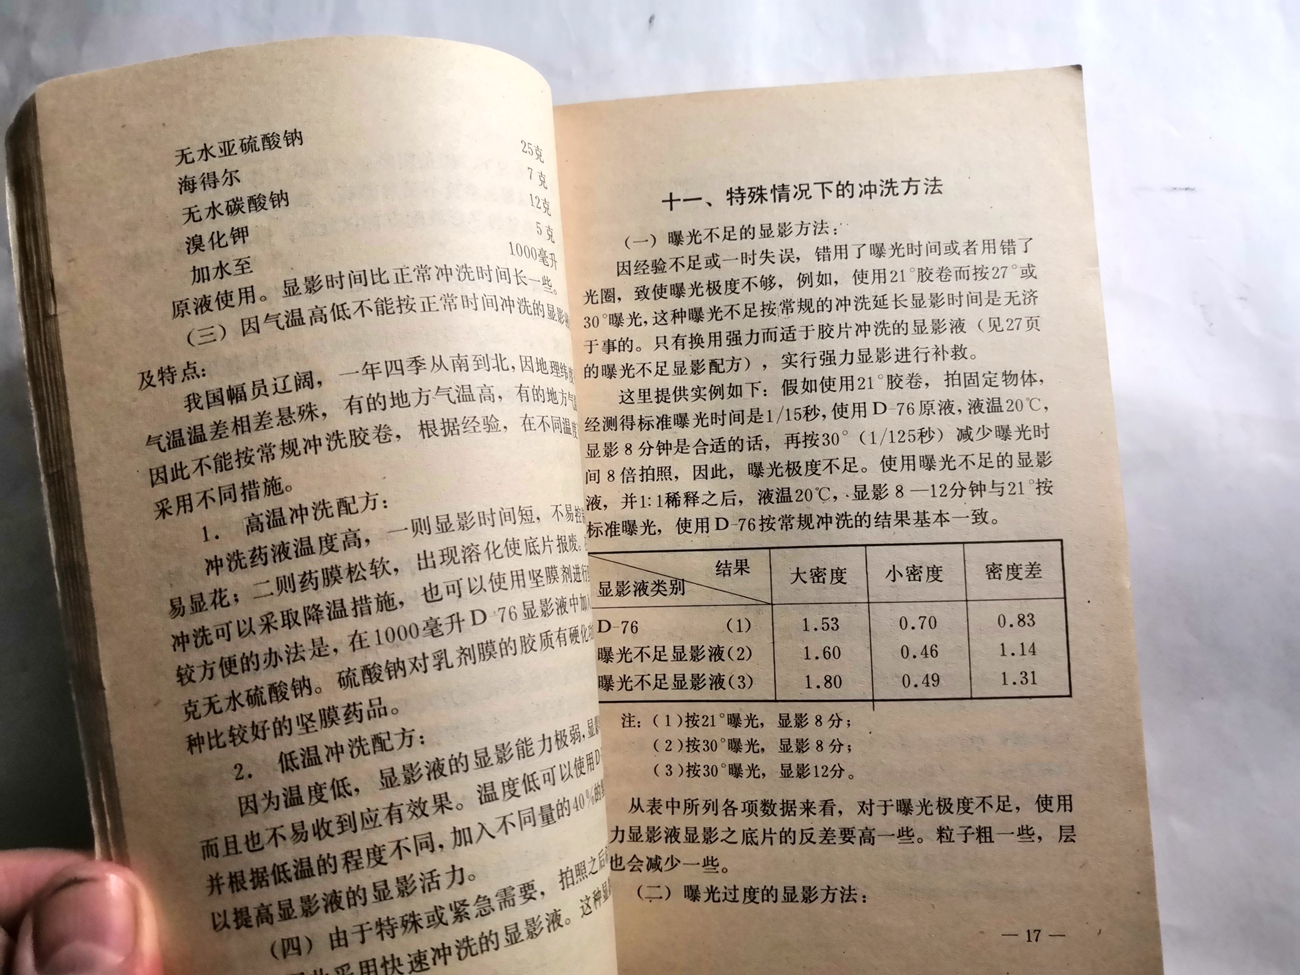 无水亚硫酸钠 25克
海得尔 7克
无水碳酸钠 12克
溴化钾 5克
加水至 1000毫升
原液使用。显影时间比正常冲洗时间长一些。
（三）因气温高低不能按正常时间冲洗的显影
及特点：
我国幅员辽阔，一年四季从南到北，因地理纬度
气温温差相差悬殊，有的地方气温高，有的地方气
因此不能按常规冲洗胶卷，根据经验，在不同温度
采用不同措施。
1． 高温冲洗配方：
冲洗药液温度高，一则显影时间短，不易控
易显花；二则药膜松软，出现溶化使底片报废。
冲洗可以采取降温措施，也可以使用坚膜剂进行
较方便的办法是，在1000毫升D-76显影液中加
克无水硫酸钠。硫酸钠对乳剂膜的胶质有硬化
种比较好的坚膜药品。
2． 低温冲洗配方：
因为温度低，显影液的显影能力极弱，显
而且也不易收到应有效果。温度低可以使用D
并根据低温的程度不同，加入不同量的40%的
以提高显影液的显影活力。
（四）由于特殊或紧急需要，拍照之后
采用快速冲洗的显影液。这种显
十一、特殊情况下的冲洗方法
（一）曝光不足的显影方法：
因经验不足或一时失误，错用了曝光时间或者用错了
光圈，致使曝光极度不够，例如，使用21°胶卷而按27°或
30°曝光，这种曝光不足按常规的冲洗延长显影时间是无济
于事的。只有换用强力而适于胶片冲洗的显影液（见27页
的曝光不足显影配方），实行强力显影进行补救。
这里提供实例如下：假如使用21°胶卷，拍固定物体，
经测得标准曝光时间是1/15秒，使用D-76原液，液温20℃，
显影8分钟是合适的话，再按30°（1/125秒）减少曝光时
间8倍拍照，因此，曝光极度不足。使用曝光不足的显影
液，并1:1稀释之后，液温20℃，显影8—12分钟与21°按
标准曝光，使用D-76按常规冲洗的结果基本一致。
结果 大密度 小密度 密度差
显影液类别
D-76 （1） 1.53 0.70 0.83
曝光不足显影液（2） 1.60 0.46 1.14
曝光不足显影液（3） 1.80 0.49 1.31
注：（1）按21°曝光，显影8分；
（2）按30°曝光，显影8分；
（3）按30°曝光，显影12分。
从表中所列各项数据来看，对于曝光极度不足，使用
力显影液显影之底片的反差要高一些。粒子粗一些，层
也会减少一些。
（二）曝光过度的显影方法：
— 17 —